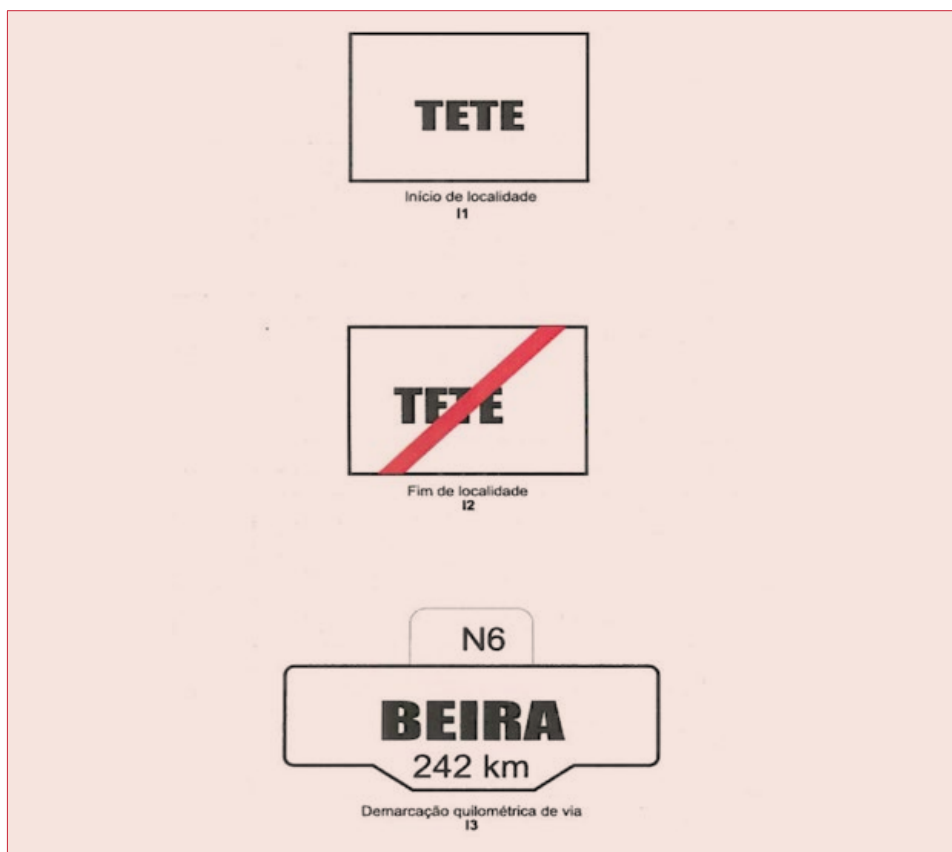 TETE
Início de localidade
I1
TETE
Fim de localidade
I2
N6
BEIRA
242 km
Demarcação quilométrica de via
I3